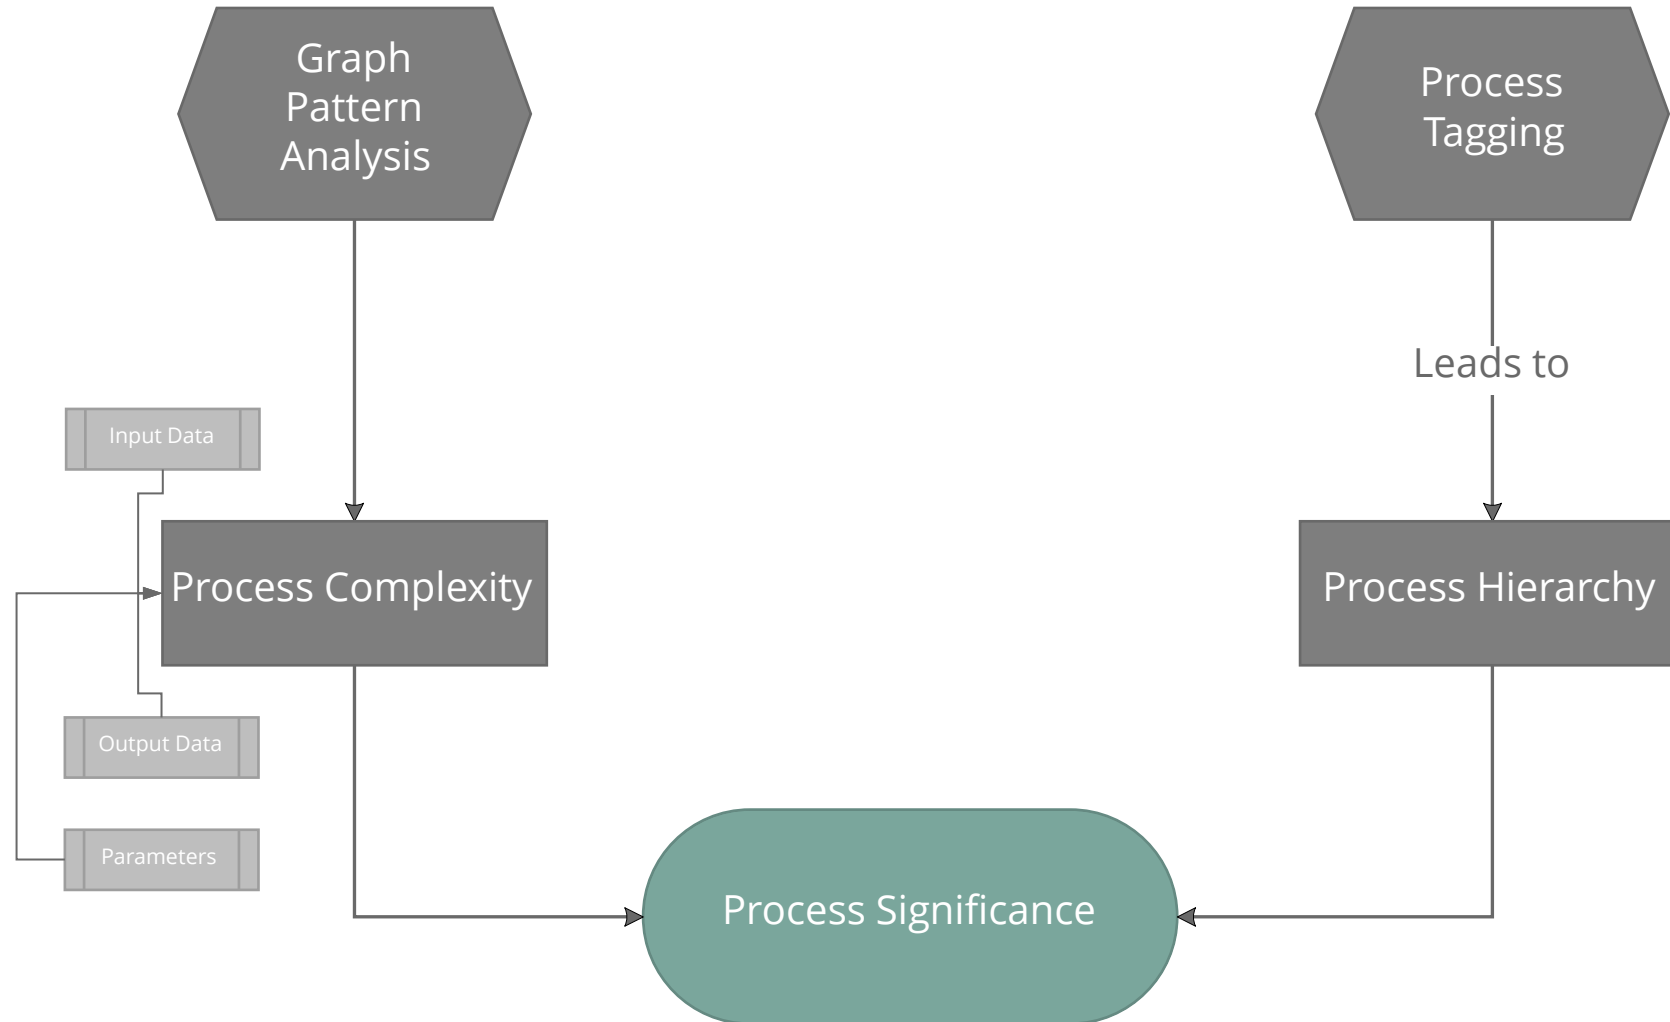 Graph
Pattern
Analysis
Process
Tagging
Leads to
Input Data
Process Complexity
Process Hierarchy
Output Data
Parameters
Process Significance